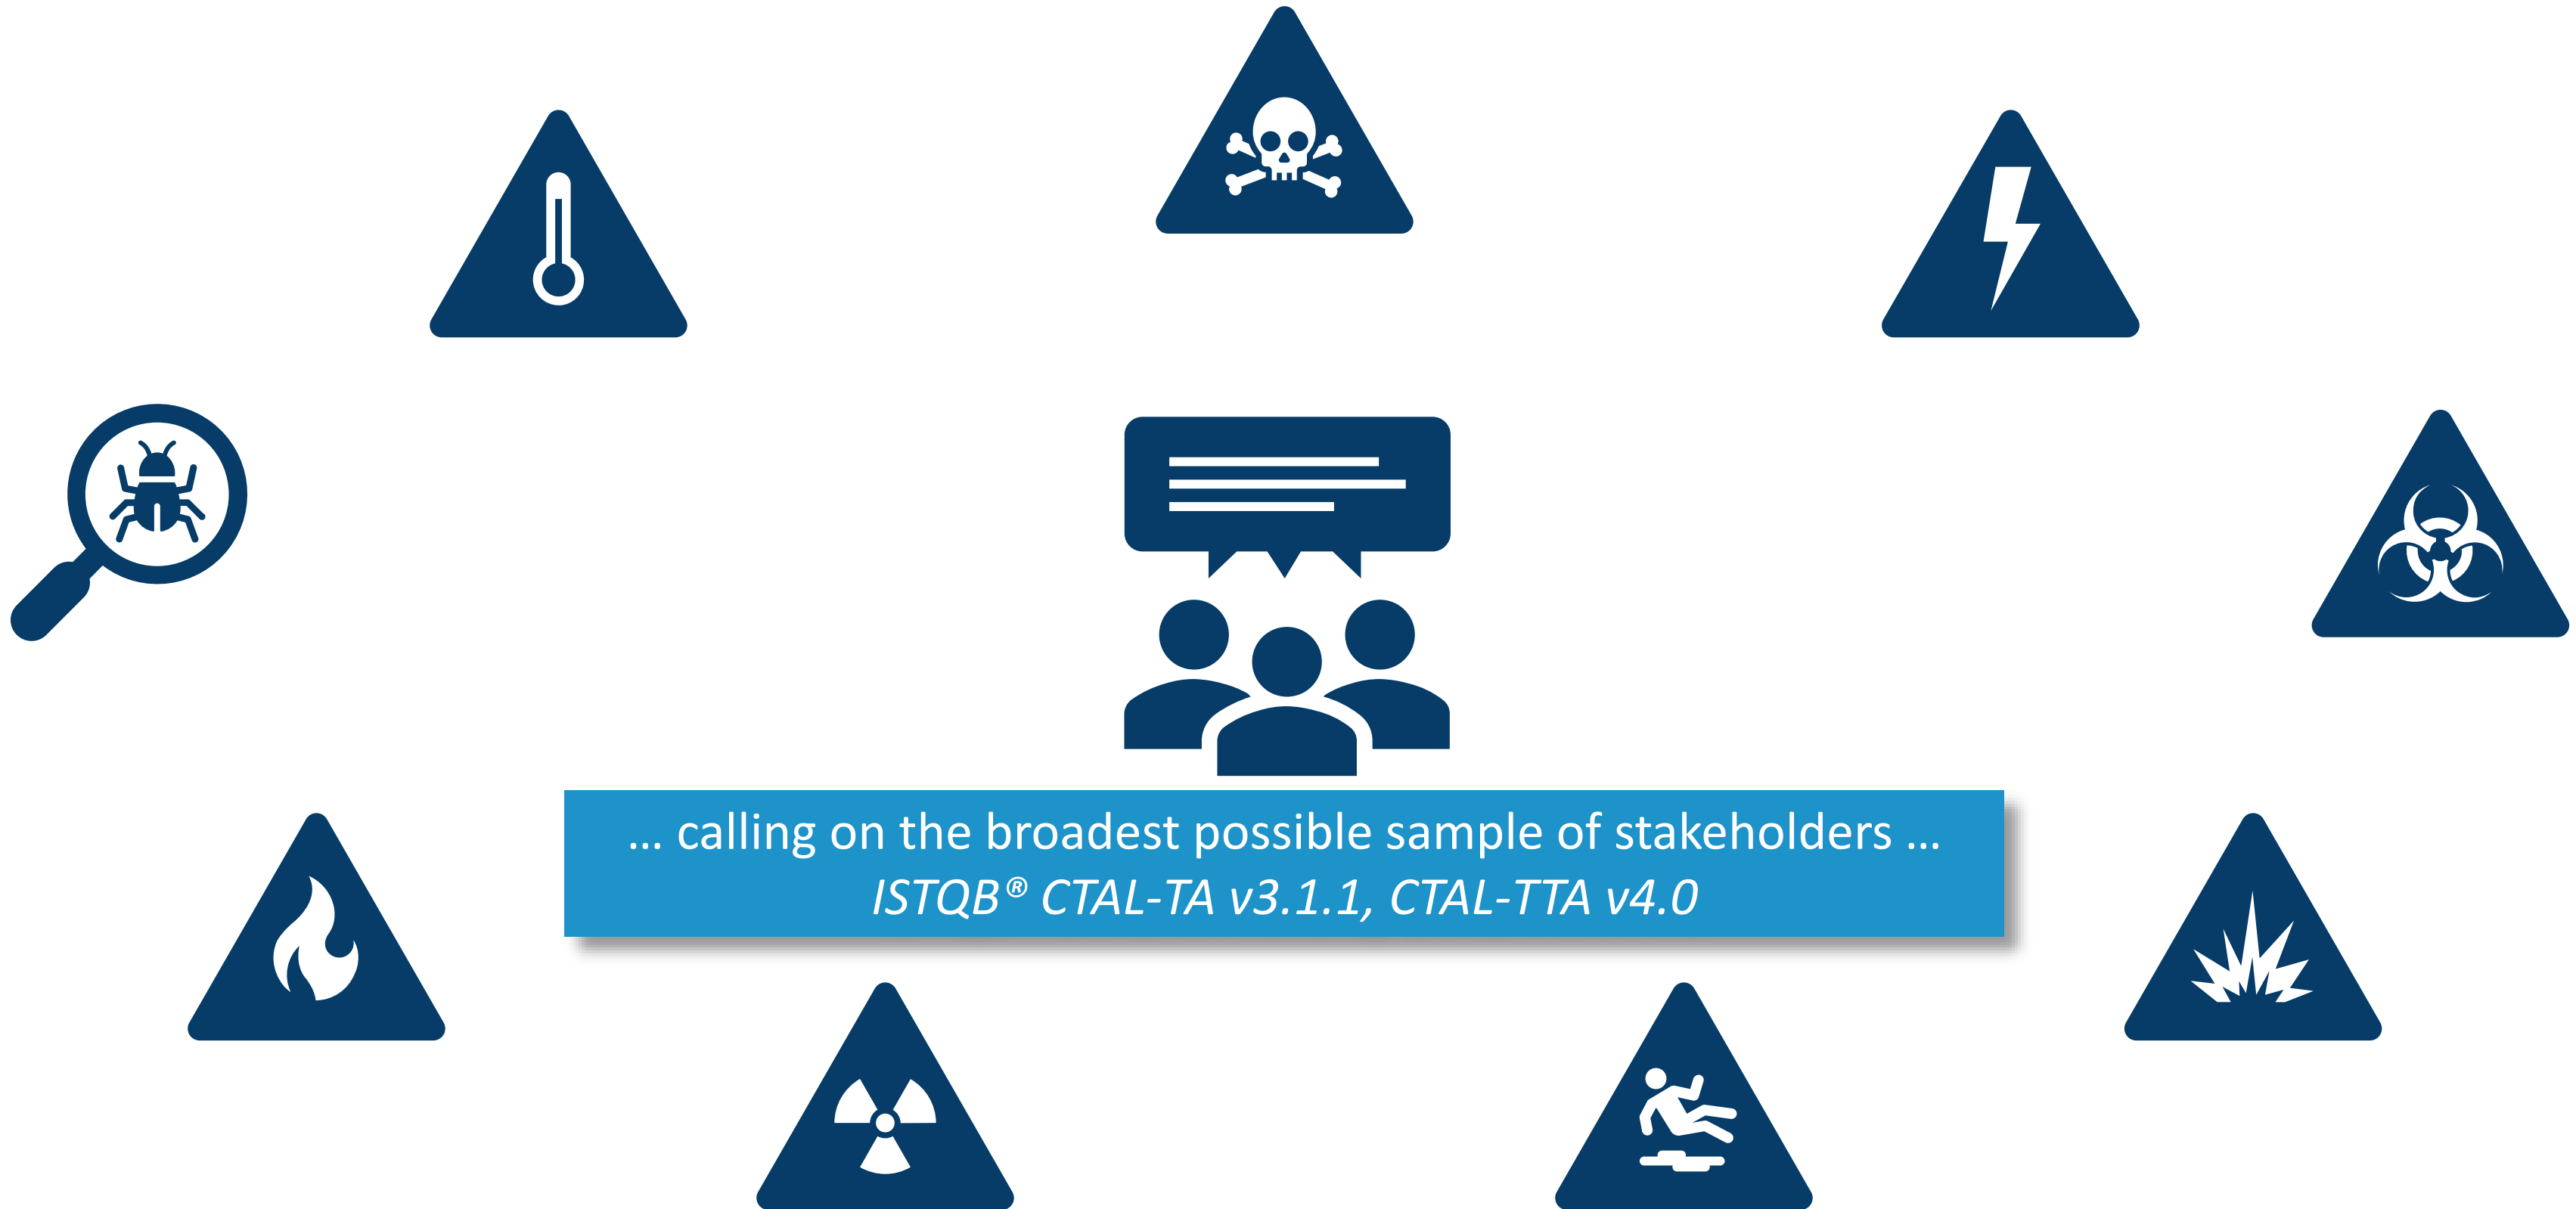 ... calling on the broadest possible sample of stakeholders ...
ISTQB® CTAL-TA v3.1.1, CTAL-TTA v4.0